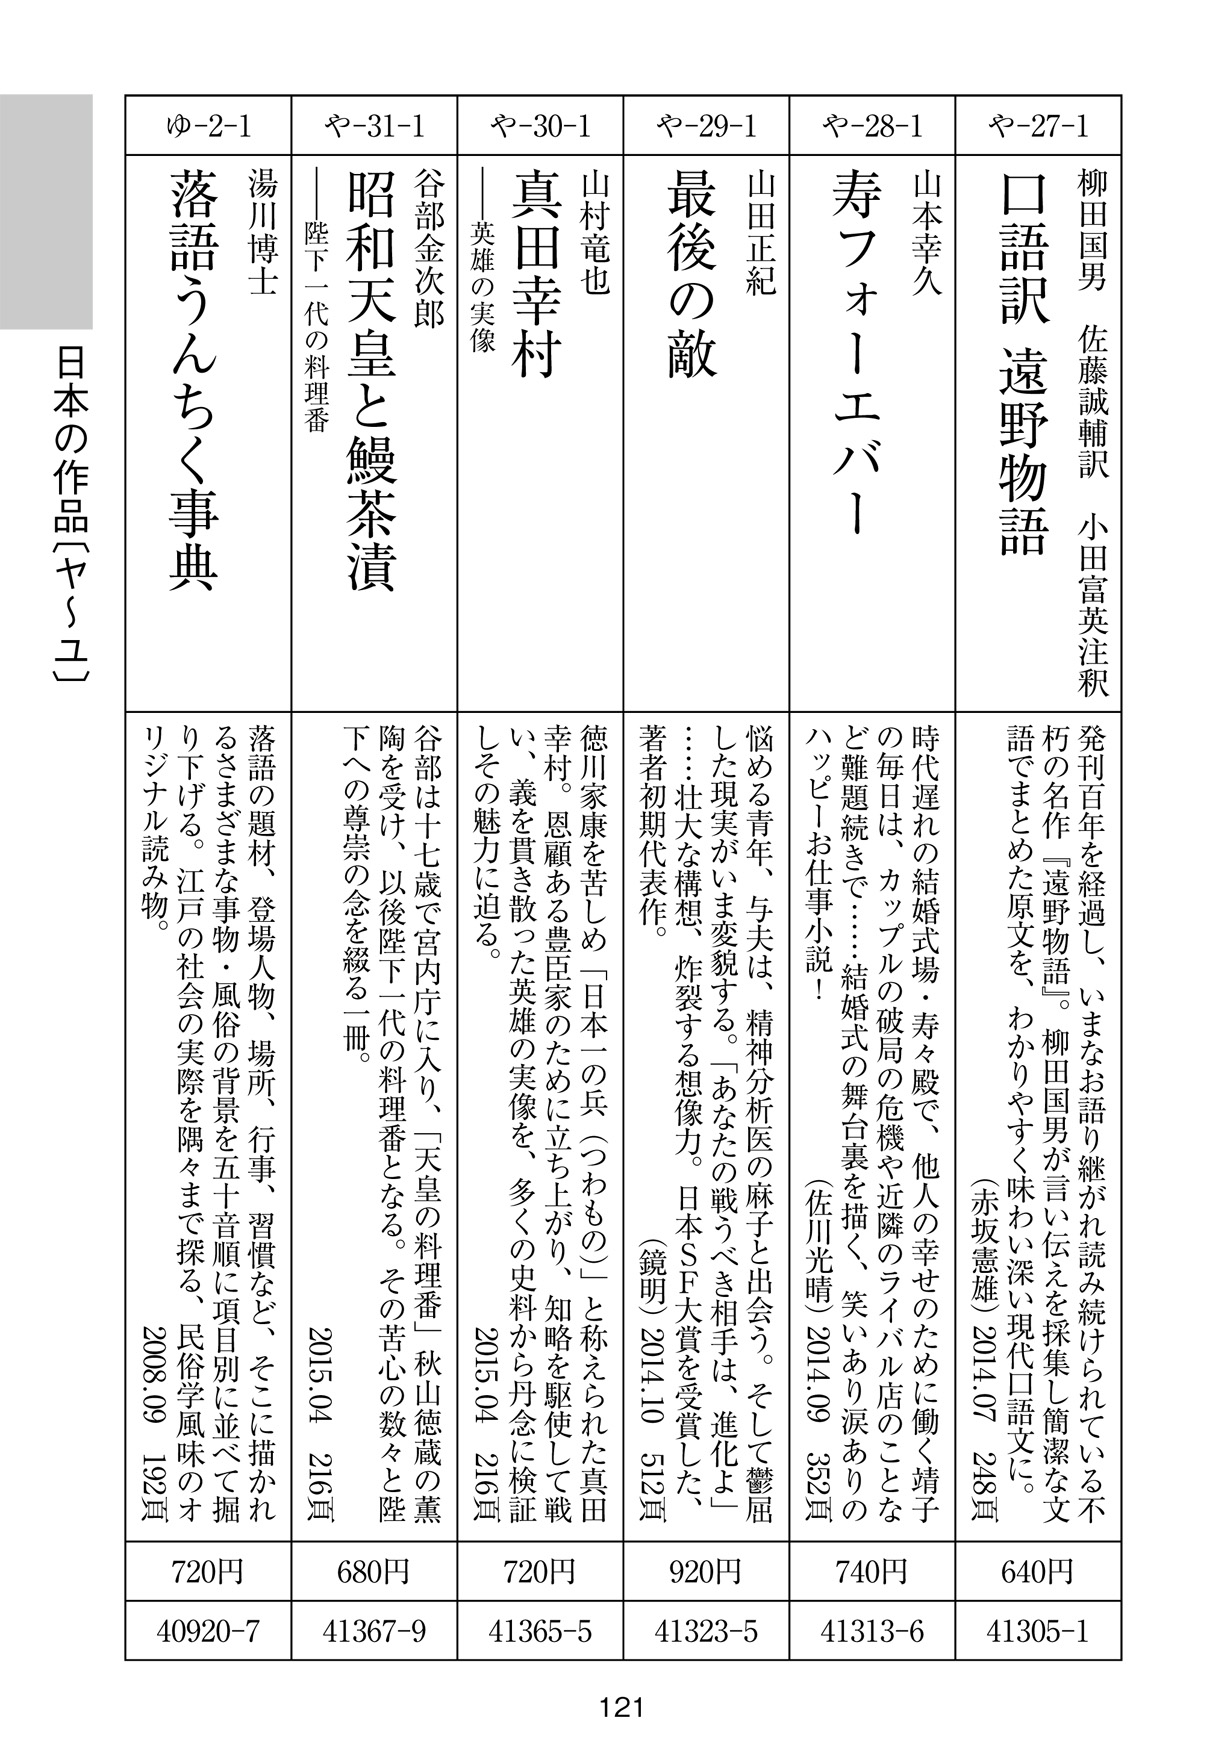 や-27-1
柳田国男　佐藤誠輔訳　小田富英注釈
口語訳 遠野物語
発刊百年を経過し、いまなお語り継がれ読み続けられている不
朽の名作『遠野物語』。柳田国男が言い伝えを採集し簡潔な文
語でまとめた原文を、わかりやすく味わい深い現代口語文に。
（赤坂憲雄）2014.07　248頁
640円
41305-1
や-28-1
山本幸久
寿フォーエバー
時代遅れの結婚式場・寿々殿で、他人の幸せのために働く靖子
の毎日は、カップルの破局の危機や近隣のライバル店のことな
ど難題続きで……結婚式の舞台裏を描く、笑いあり涙ありの
ハッピーお仕事小説！（佐川光晴）2014.09　352頁
740円
41313-6
や-29-1
山田正紀
最後の敵
悩める青年、与夫は、精神分析医の麻子と出会う。そして鬱屈
した現実がいま変貌する。「あなたの戦うべき相手は、進化よ」
……壮大な構想、炸裂する想像力。日本ＳＦ大賞を受賞した、
著者初期代表作。（鏡明）2014.10　512頁
920円
41323-5
や-30-1
山村竜也
真田幸村
――英雄の実像
徳川家康を苦しめ「日本一の兵（つわもの）」と称えられた真田
幸村。恩顧ある豊臣家のために立ち上がり、知略を駆使して戦
い、義を貫き散った英雄の実像を、多くの史料から丹念に検証
しその魅力に迫る。2015.04　216頁
720円
41365-5
や-31-1
谷部金次郎
昭和天皇と鰻茶漬
――陛下一代の料理番
谷部は十七歳で宮内庁に入り、「天皇の料理番」秋山徳蔵の薫
陶を受け、以後陛下一代の料理番となる。その苦心の数々と陛
下への尊崇の念を綴る一冊。
2015.04　216頁
680円
41367-9
ゆ-2-1
湯川博士
落語うんちく事典
落語の題材、登場人物、場所、行事、習慣など、そこに描かれ
るさまざまな事物・風俗の背景を五十音順に項目別に並べて掘
り下げる。江戸の社会の実際を隅々まで探る、民俗学風味のオ
リジナル読み物。2008.09　192頁
720円
40920-7
日本の作品〔ヤ～ユ〕
121